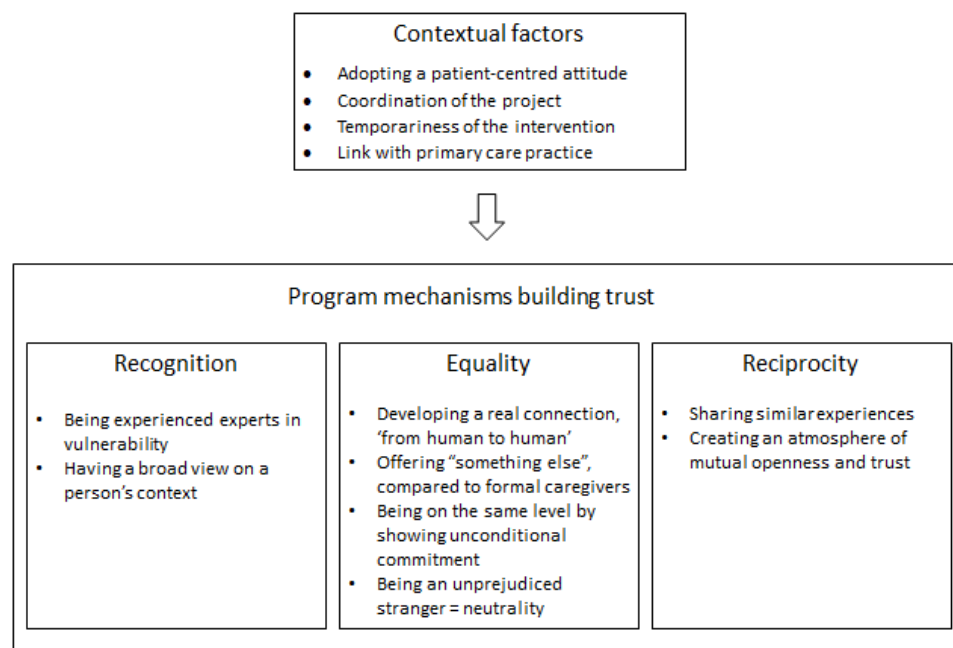 Contextual factors
● Adopting a patient-centred attitude
● Coordination of the project
● Temporariness of the intervention
● Link with primary care practice
Program mechanisms building trust
Recognition
• Being experienced experts in
vulnerability
• Having a broad view on a
person's context
Equality
• Developing a real connection,
'from human to human'
• Offering "something else",
compared to formal caregivers
• Being on the same level by
showing unconditional
commitment
• Being an unprejudiced
stranger = neutrality
Reciprocity
• Sharing similar experiences
• Creating an atmosphere of
mutual openness and trust